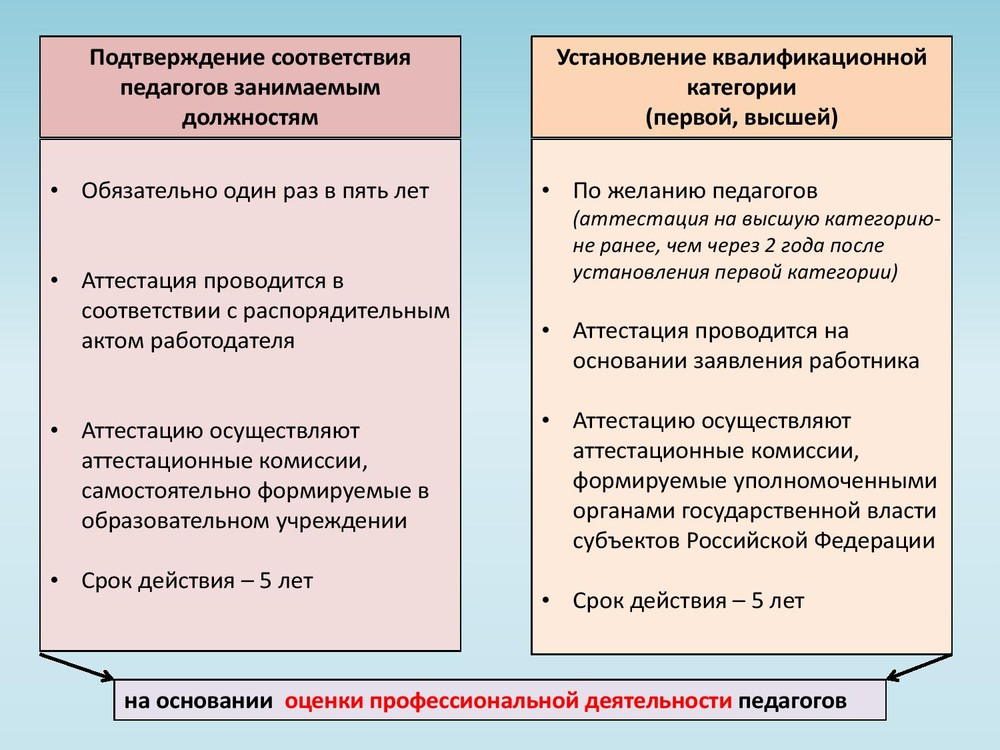 Подтверждение соответствия
педагогов занимаемым
должностям
• Обязательно один раз в пять лет
• Аттестация проводится в
соответствии с распорядительным
актом работодателя
• Аттестацию осуществляют
аттестационные комиссии,
самостоятельно формируемые в
образовательном учреждении
• Срок действия – 5 лет
Установление квалификационной
категории
(первой, высшей)
• По желанию педагогов
(аттестация на высшую категорию-
не ранее, чем через 2 года после
установления первой категории)
• Аттестация проводится на
основании заявления работника
• Аттестацию осуществляют
аттестационные комиссии,
формируемые уполномоченными
органами государственной власти
субъектов Российской Федерации
• Срок действия – 5 лет
на основании оценки профессиональной деятельности педагогов